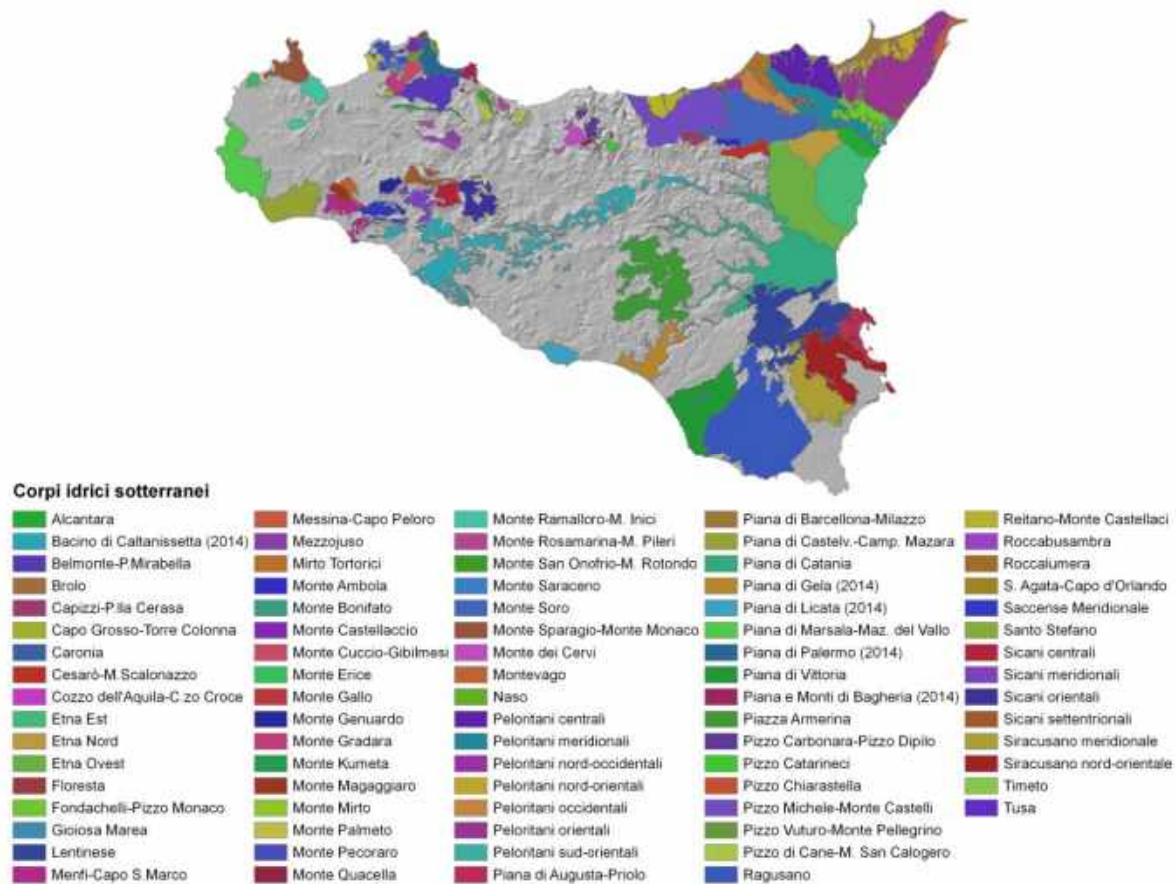 Corpi idrici sotterranei
Alcantara
Bacino di Caltanissetta (2014)
Belmonte-P.Mirabella
Brolo
Capizzi-P.lla Cerasa
Capo Grosso-Torre Colonna
Caronia
Cesarò-M.Scalonazzo
Cozzo dell'Aquila-C.zo Croce
Etna Est
Etna Nord
Etna Ovest
Floresta
Fondachelli-Pizzo Monaco
Gioiosa Marea
Lentinese
Menfi-Capo S.Marco
Messina-Capo Peloro
Mezzojuso
Mirto Tortorici
Monte Ambola
Monte Bonifato
Monte Castellaccio
Monte Cuccio-Gibilmesi
Monte Erice
Monte Gallo
Monte Genuardo
Monte Gradara
Monte Kumeta
Monte Magaggiaro
Monte Mirto
Monte Palmeto
Monte Pecoraro
Monte Quacella
Monte Ramalloro-M. Inici
Monte Rosamarina-M. Pileri
Monte San Onofrio-M. Rotondo
Monte Saraceno
Monte Soro
Monte Sparagio-Monte Monaco
Monte dei Cervi
Montevago
Naso
Peloritani centrali
Peloritani meridionali
Peloritani nord-occidentali
Peloritani nord-orientali
Peloritani occidentali
Peloritani orientali
Peloritani sud-orientali
Piana di Augusta-Priolo
Piana di Barcellona-Milazzo
Piana di Castelv.-Camp. Mazara
Piana di Catania
Piana di Gela (2014)
Piana di Licata (2014)
Piana di Marsala-Maz. del Vallo
Piana di Palermo (2014)
Piana di Vittoria
Piana e Monti di Bagheria (2014)
Piazza Armerina
Pizzo Carbonara-Pizzo Dipilo
Pizzo Catarineci
Pizzo Chiarastella
Pizzo Michele-Monte Castelli
Pizzo Vuturo-Monte Pellegrino
Pizzo di Cane-M. San Calogero
Ragusano
Reitano-Monte Castellaci
Roccabusambra
Roccalumera
S. Agata-Capo d'Orlando
Saccense Meridionale
Santo Stefano
Sicani centrali
Sicani meridionali
Sicani orientali
Sicani settentrionali
Siracusano meridionale
Siracusano nord-orientale
Timeto
Tusa